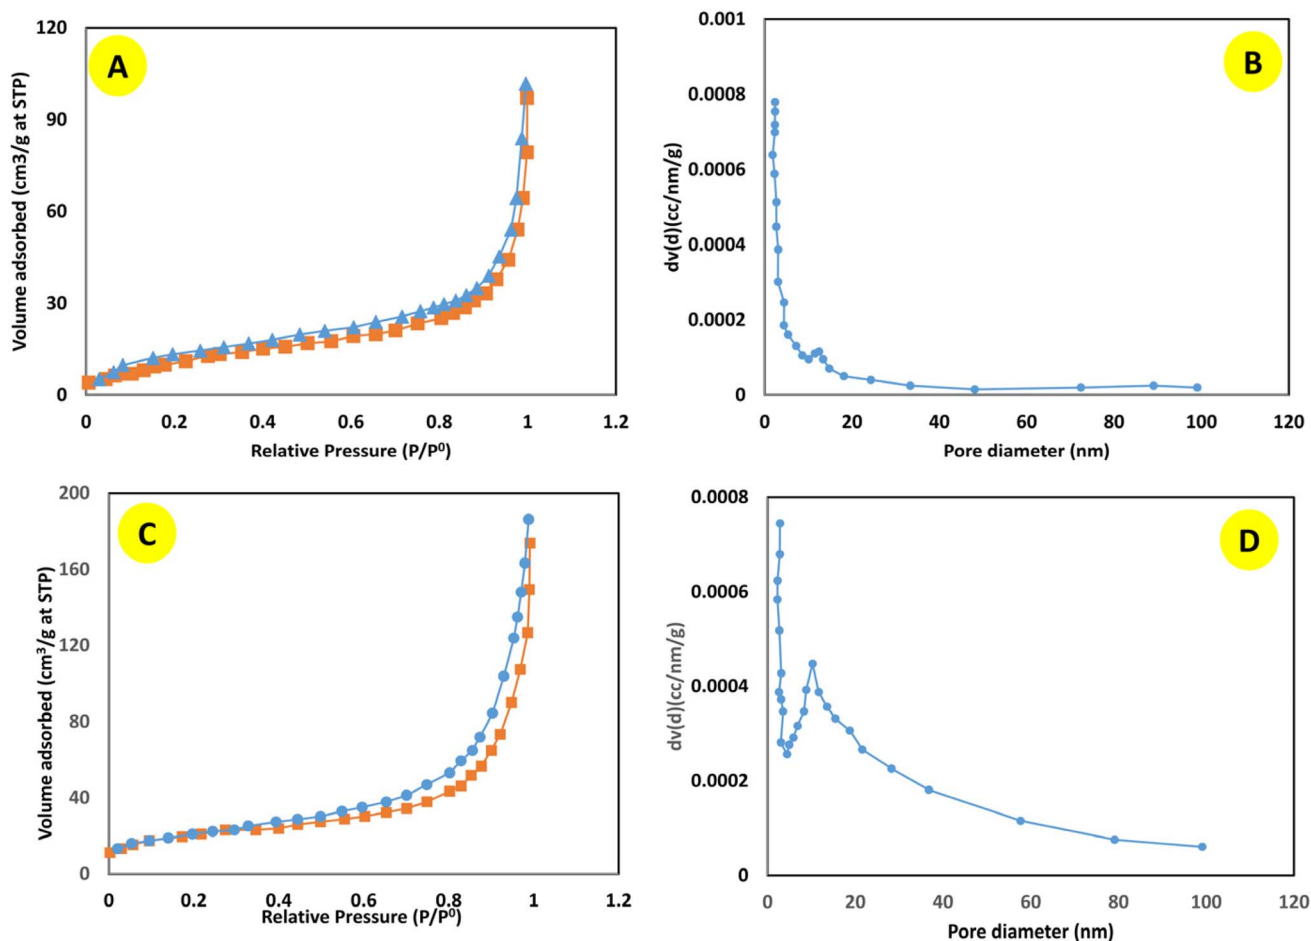 A
Volume adsorbed (cm3/g at STP)
120
90
60
30
0
0 0.2 0.4 0.6 0.8 1 1.2
Relative Pressure (P/P⁰)
B
dv(d)(cc/nm/g)
0.001
0.0008
0.0006
0.0004
0.0002
0
0 20 40 60 80 100 120
Pore diameter (nm)
C
Volume adsorbed (cm³/g at STP)
200
160
120
80
40
0
0 0.2 0.4 0.6 0.8 1 1.2
Relative Pressure (P/P⁰)
D
dv(d)(cc/nm/g)
0.0008
0.0006
0.0004
0.0002
0
0 20 40 60 80 100 120
Pore diameter (nm)